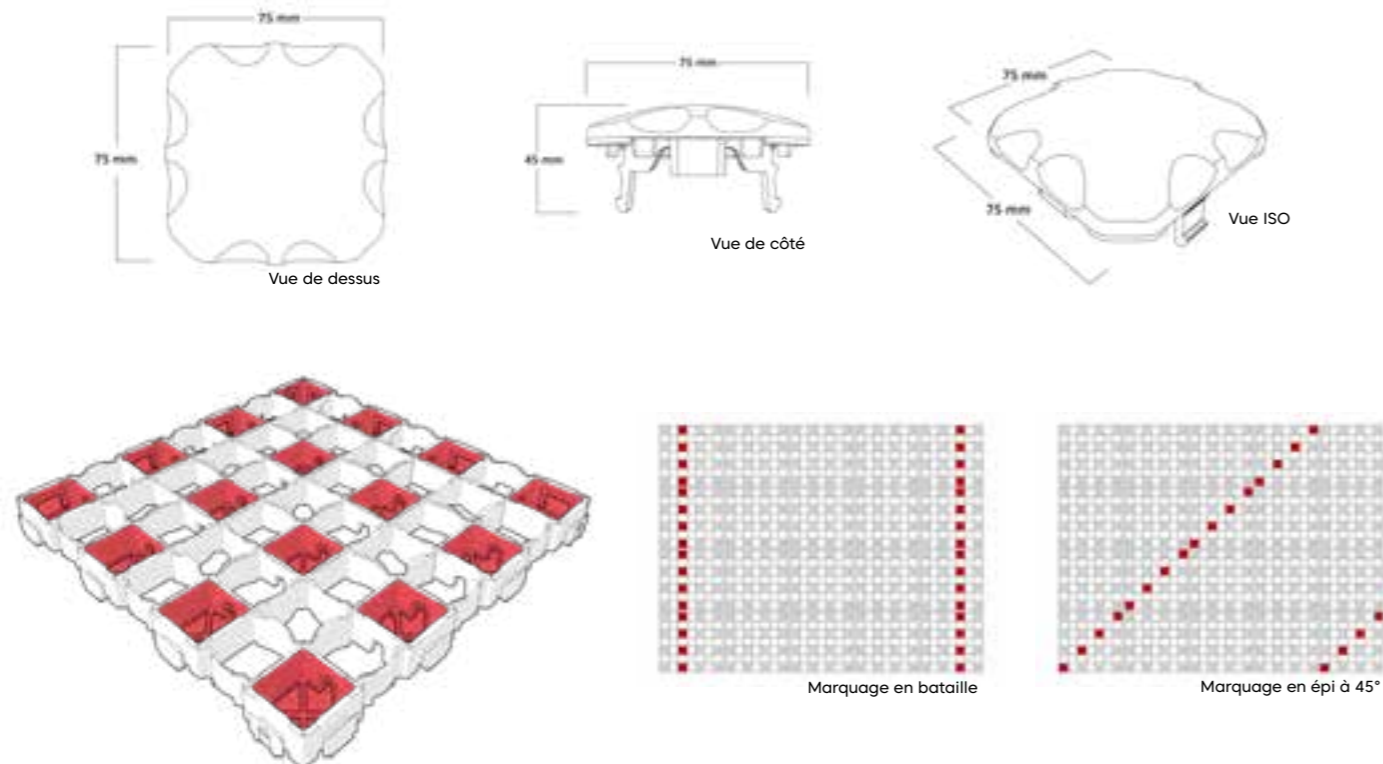 75 mm
75 mm
Vue de dessus
75 mm
45 mm
Vue de côté
75 mm
75 mm
Vue ISO
Marquage en bataille
Marquage en épi à 45°